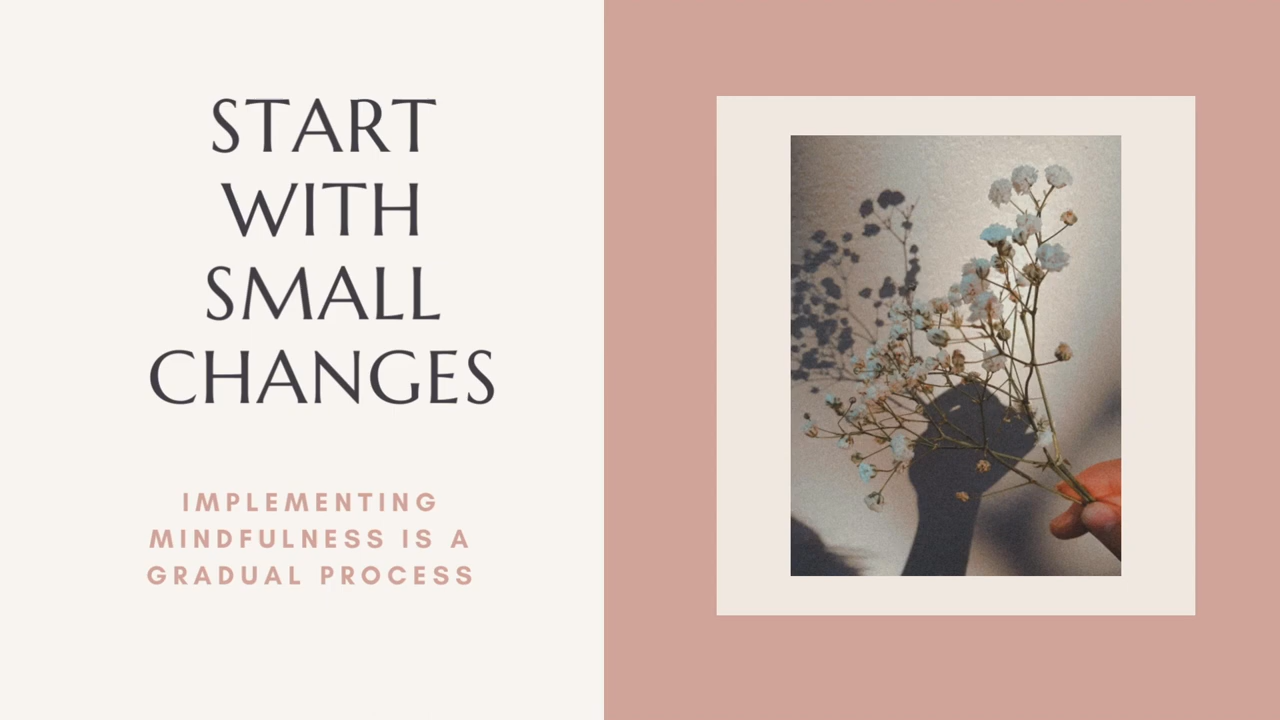 START
WITH
SMALL
CHANGES
IMPLEMENTING
MINDFULNESS IS A
GRADUAL PROCESS